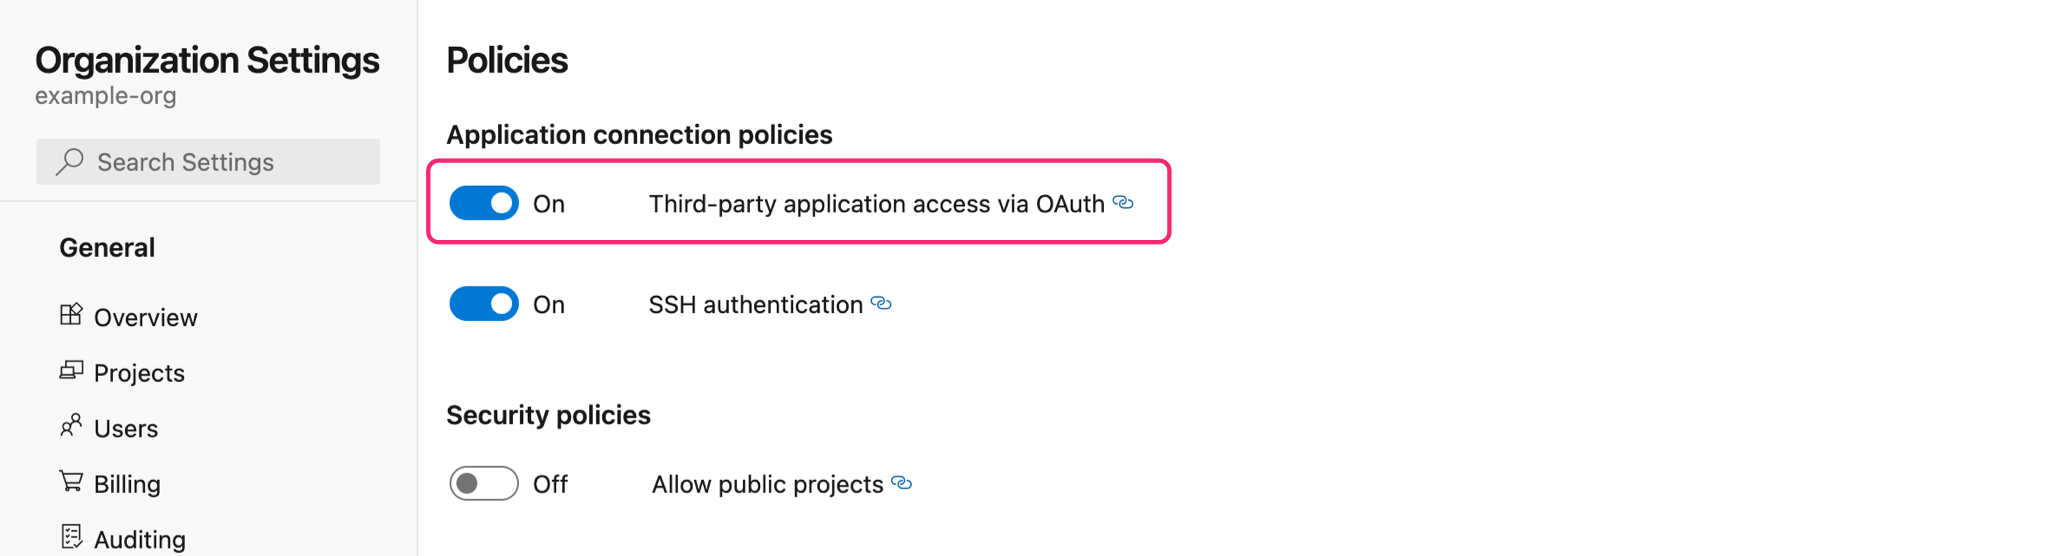 Organization Settings
example-org
Search Settings
General
Overview
Projects
Users
Billing
Auditing
Policies
Application connection policies
On Third-party application access via OAuth
On SSH authentication
Security policies
Off Allow public projects